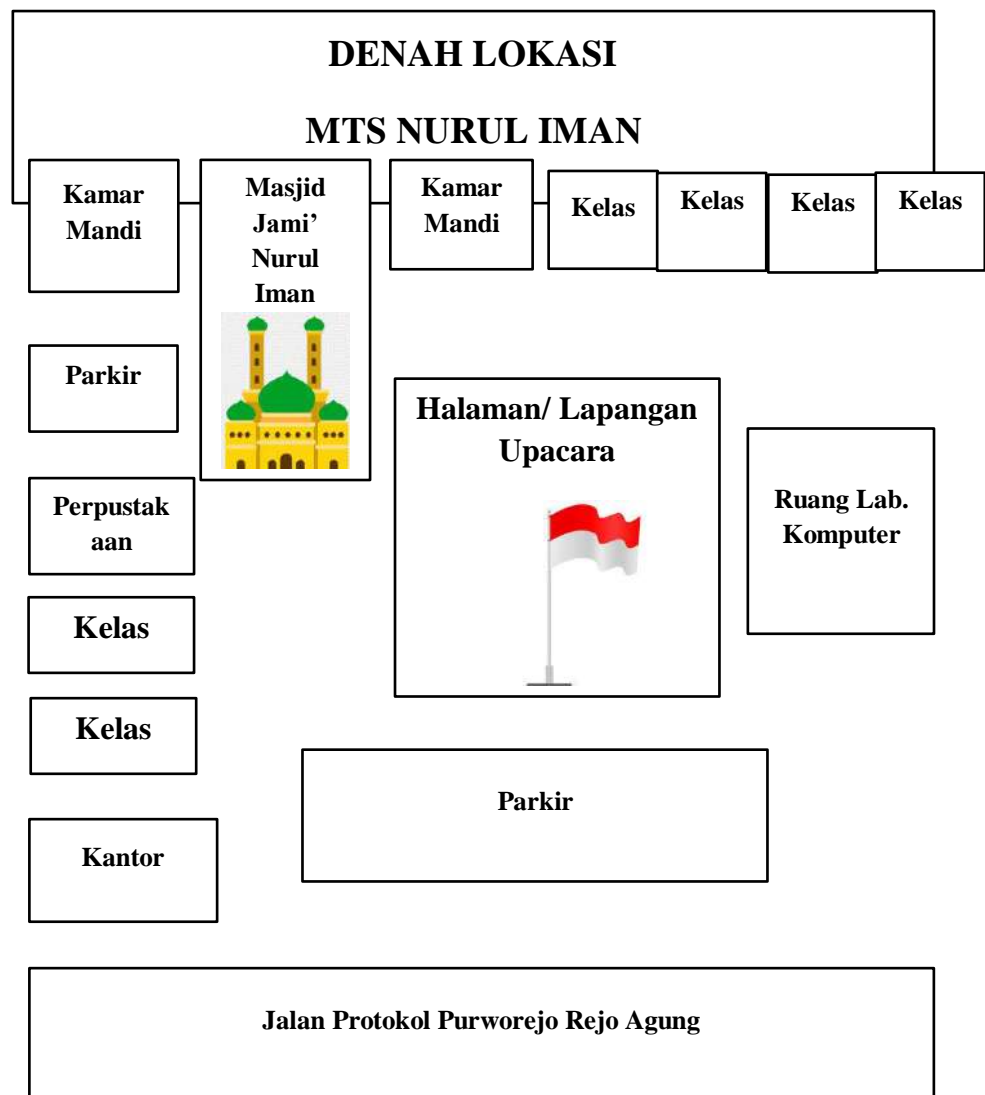 DENAH LOKASI
MTS NURUL IMAN
Kamar
Mandi
Masjid
Jami’
Nurul
Iman
Kamar
Mandi
Kelas
Kelas
Kelas
Kelas
Parkir
Halaman/ Lapangan
Upacara
Ruang Lab.
Komputer
Perpustak
aan
Kelas
Kelas
Parkir
Kantor
Jalan Protokol Purworejo Rejo Agung